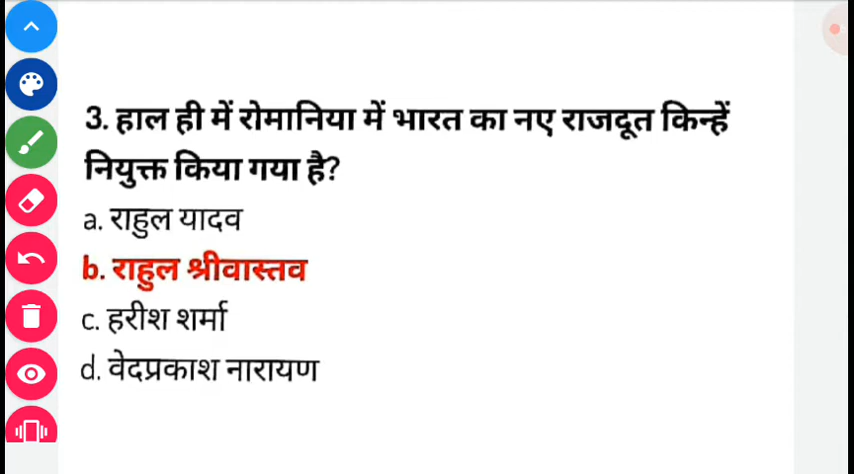 3. हाल ही में रोमानिया में भारत का नए राजदूत किन्हें
नियुक्त किया गया है?
a. राहुल यादव
b. राहुल श्रीवास्तव
c. हरीश शर्मा
d. वेदप्रकाश नारायण